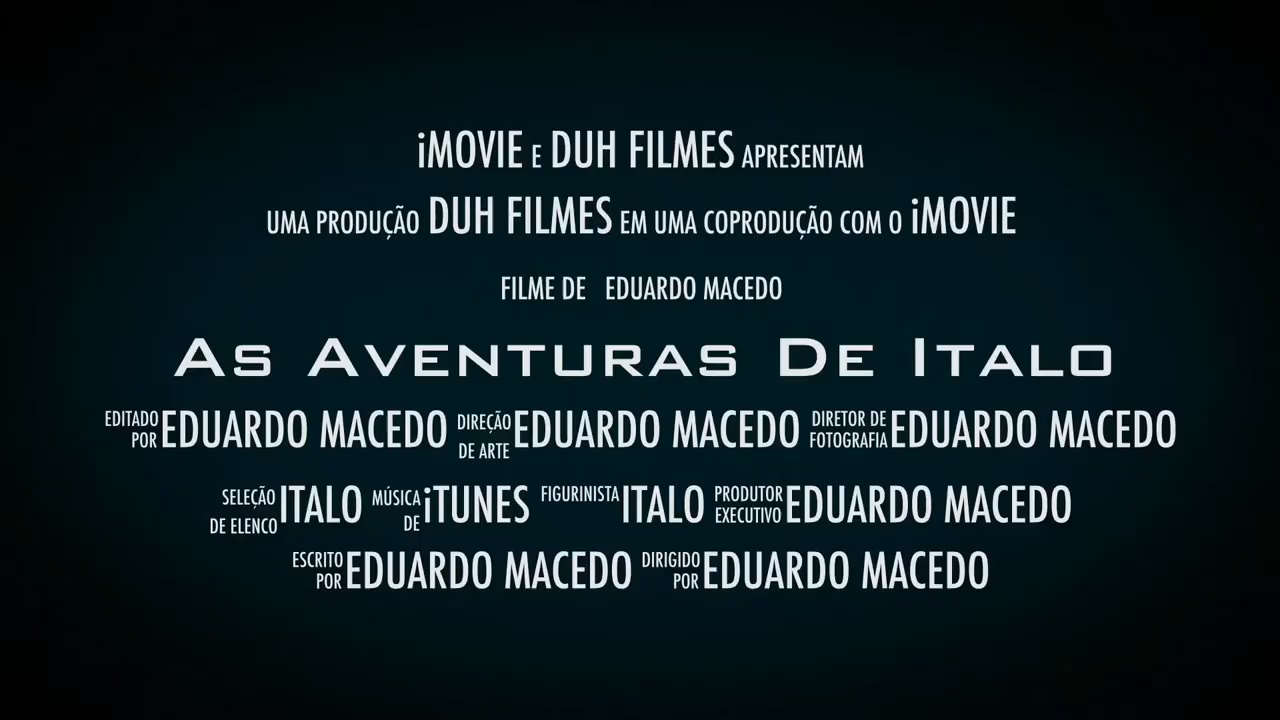 iMOVIE E DUH FILMES APRESENTAM
UMA PRODUÇÃO DUH FILMES EM UMA COPRODUÇÃO COM O iMOVIE
FILME DE EDUARDO MACEDO
As Aventuras De Italo
EDITADO POR EDUARDO MACEDO DIREÇÃO DE ARTE EDUARDO MACEDO DIRETOR DE FOTOGRAFIA EDUARDO MACEDO
SELEÇÃO DE ELENCO ITALO MÚSICA DE iTUNES FIGURINISTA ITALO PRODUTOR EXECUTIVO EDUARDO MACEDO
ESCRITO POR EDUARDO MACEDO DIRIGIDO POR EDUARDO MACEDO